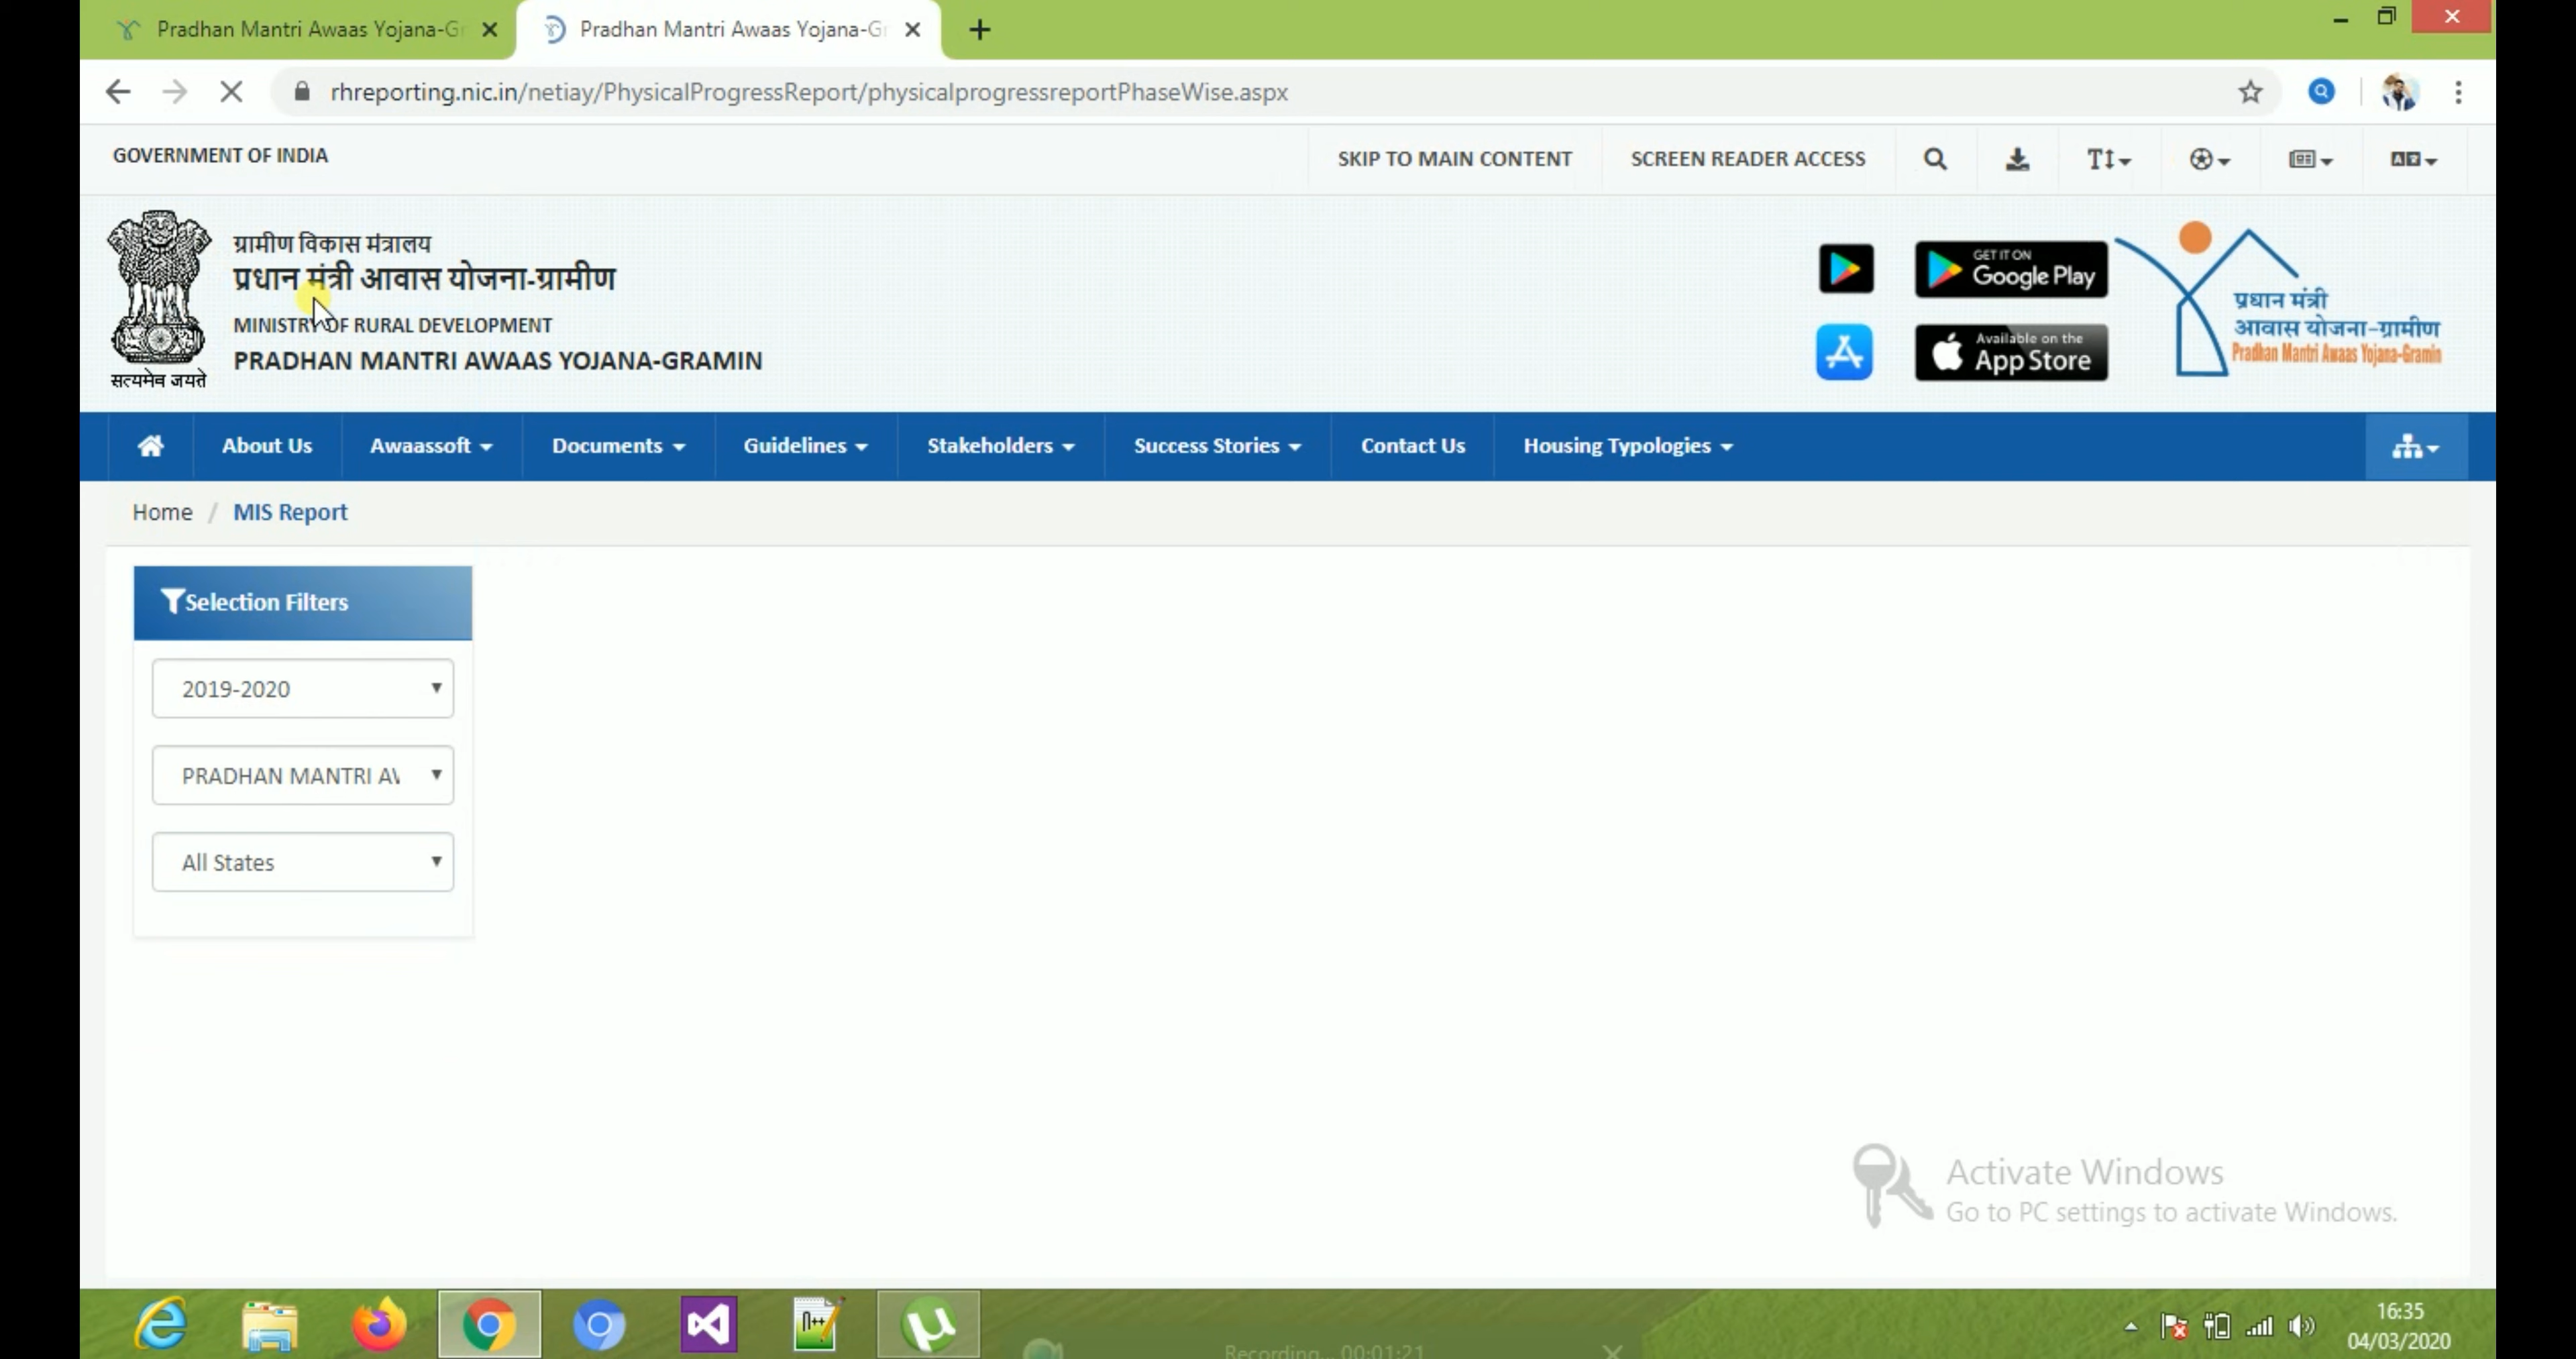 Pradhan Mantri Awaas Yojana-G
Pradhan Mantri Awaas Yojana-G
rhreporting.nic.in/netiay/PhysicalProgressReport/physicalprogressreportPhaseWise.aspx
GOVERNMENT OF INDIA
SKIP TO MAIN CONTENT
SCREEN READER ACCESS
ग्रामीण विकास मंत्रालय
प्रधान मंत्री आवास योजना-ग्रामीण
MINISTRY OF RURAL DEVELOPMENT
PRADHAN MANTRI AWAAS YOJANA-GRAMIN
सत्यमेव जयते
GET IT ON
Google Play
Available on the
App Store
प्रधान मंत्री
आवास योजना-ग्रामीण
Pradhan Mantri Awaas Yojana-Gramin
About Us
Awaassoft
Documents
Guidelines
Stakeholders
Success Stories
Contact Us
Housing Typologies
Home / MIS Report
Selection Filters
2019-2020
PRADHAN MANTRI A
All States
Activate Windows
Go to PC settings to activate Windows.
Recording... 00:01:21
16:35
04/03/2020